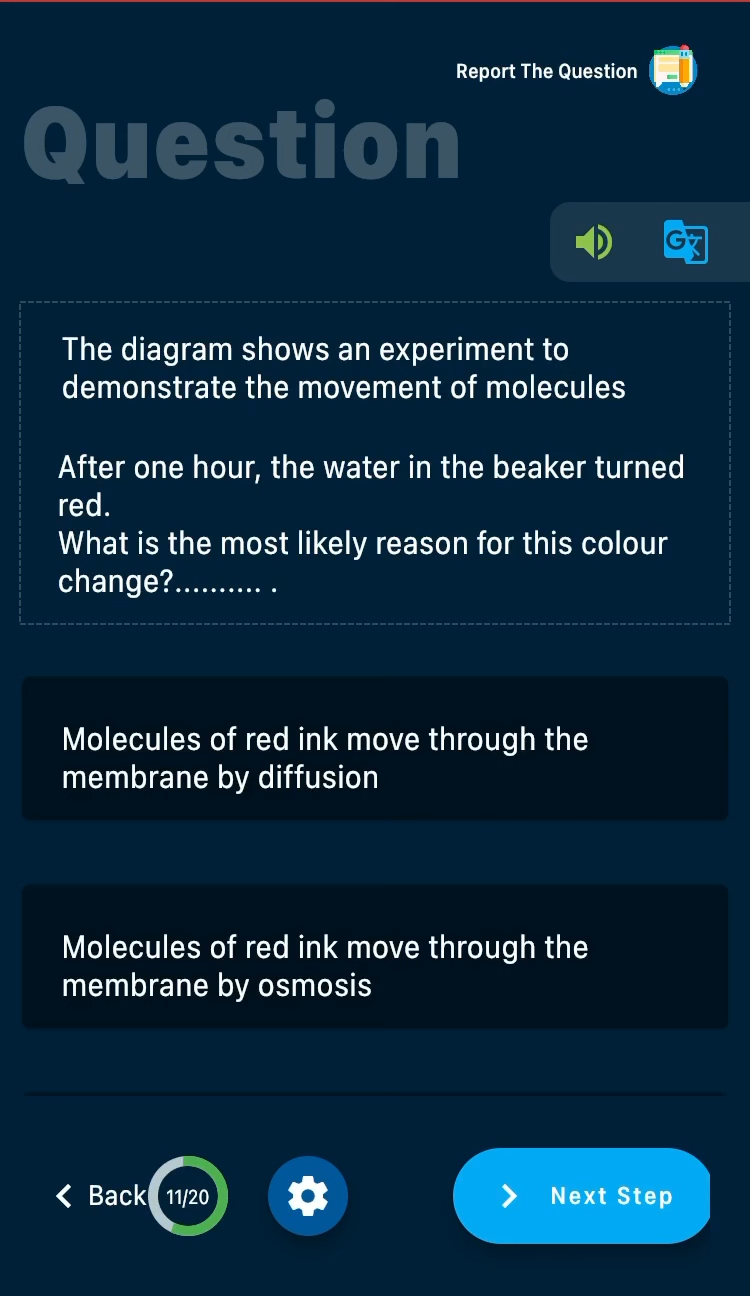 Report The Question
Question
The diagram shows an experiment to
demonstrate the movement of molecules
After one hour, the water in the beaker turned
red.
What is the most likely reason for this colour
change?.......... .
Molecules of red ink move through the
membrane by diffusion
Molecules of red ink move through the
membrane by osmosis
Back
11/20
Next Step